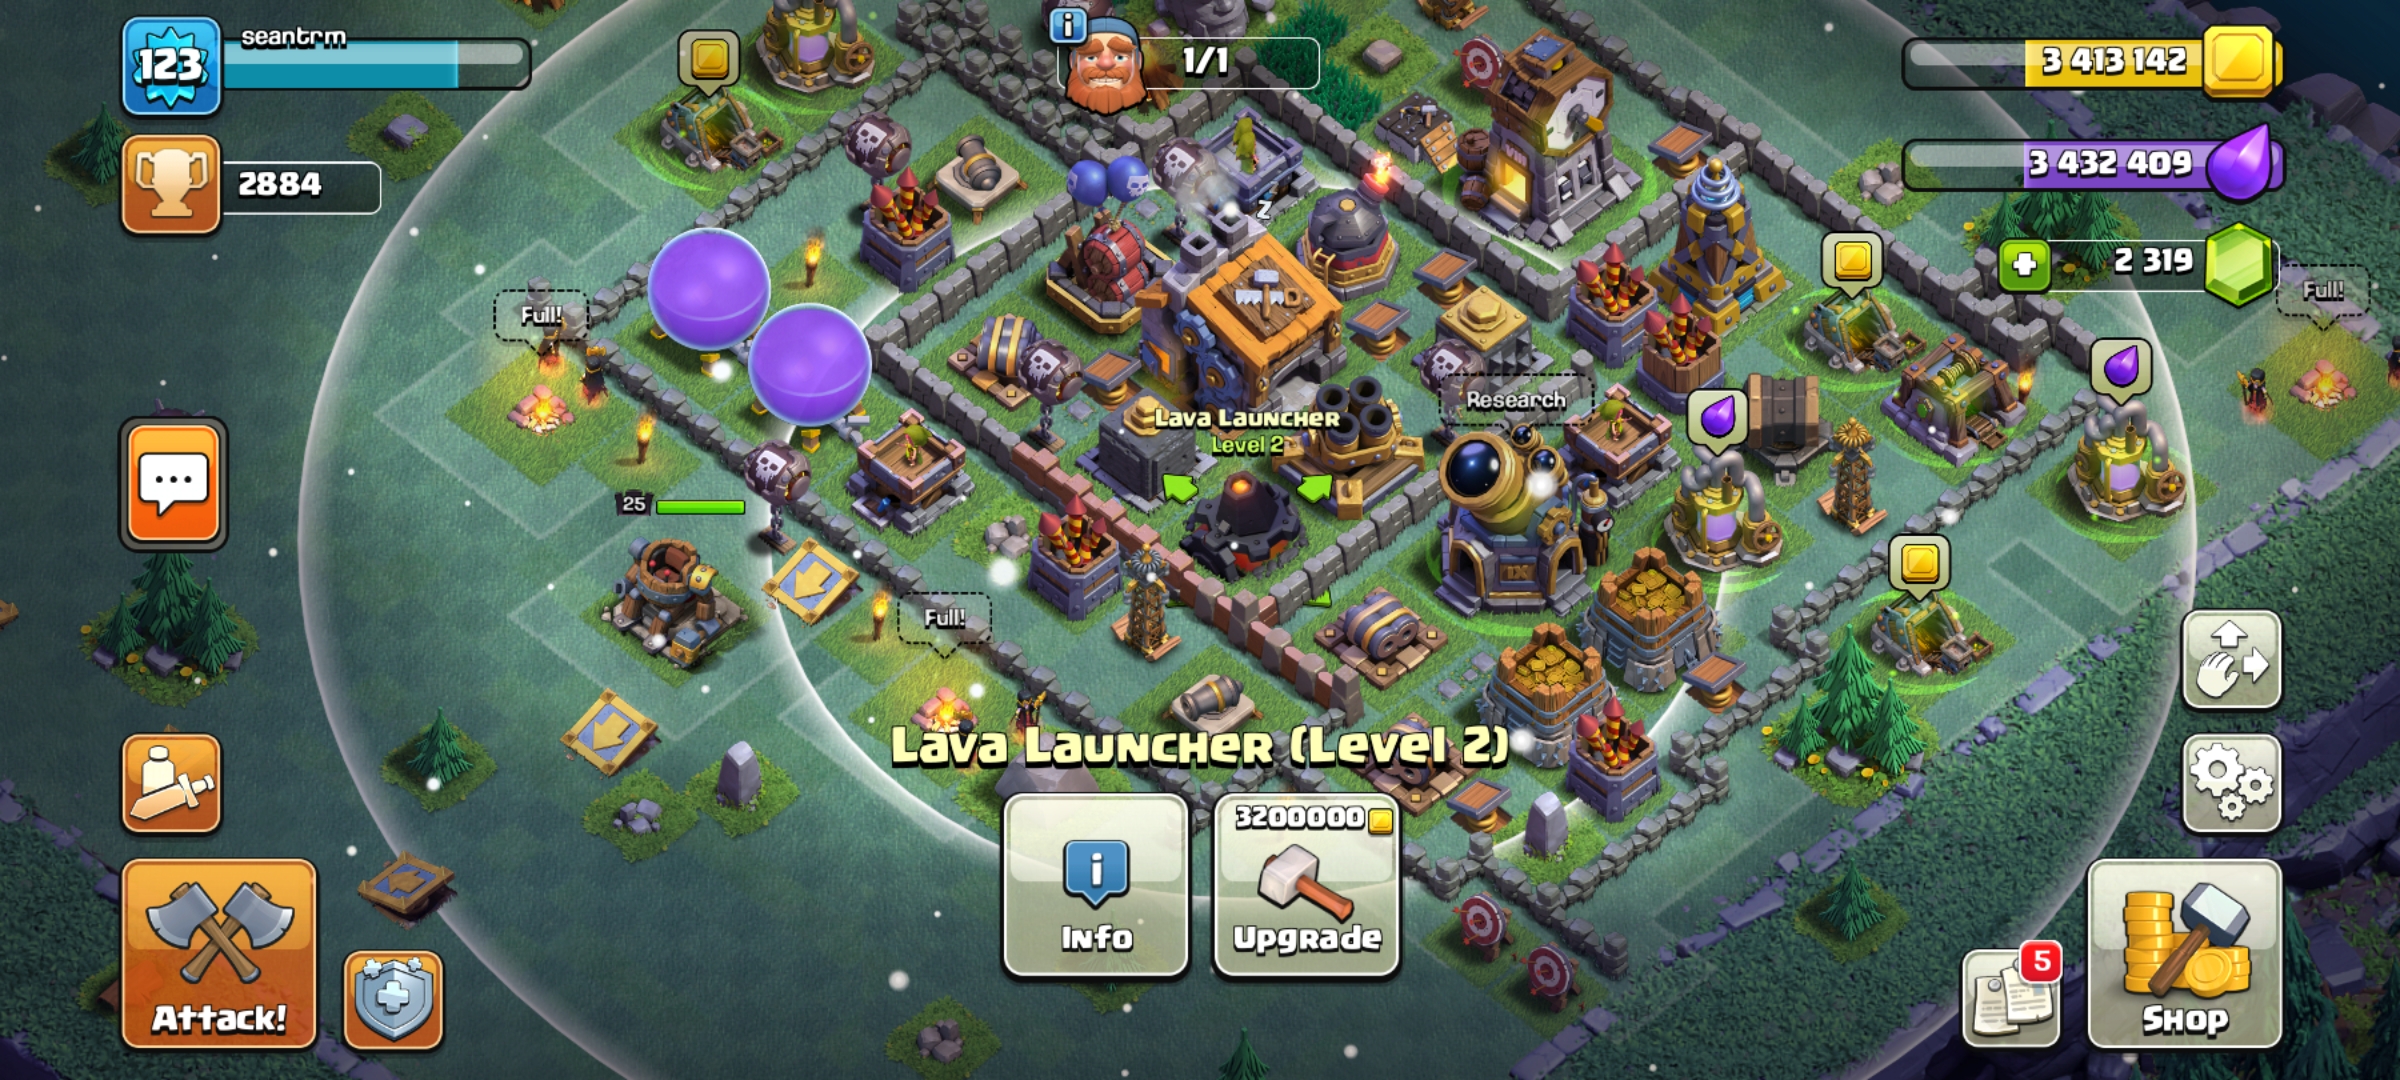 123
seantrm
1/1
3 413 142
2884
3 432 409
z
2 319
Full!
Full!
Research
Lava Launcher
Level 2
25
Full!
Lava Launcher (Level 2)
3200000
Info
Upgrade
Attack!
5
Shop